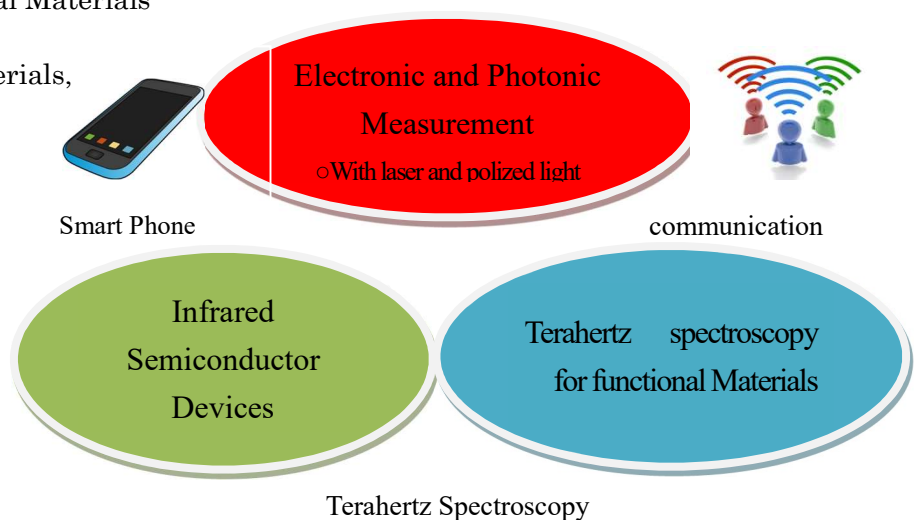 al Materials
erials,
Electronic and Photonic
Measurement
○With laser and polized light
Smart Phone
communication
Infrared
Semiconductor
Devices
Terahertz spectroscopy
for functional Materials
Terahertz Spectroscopy